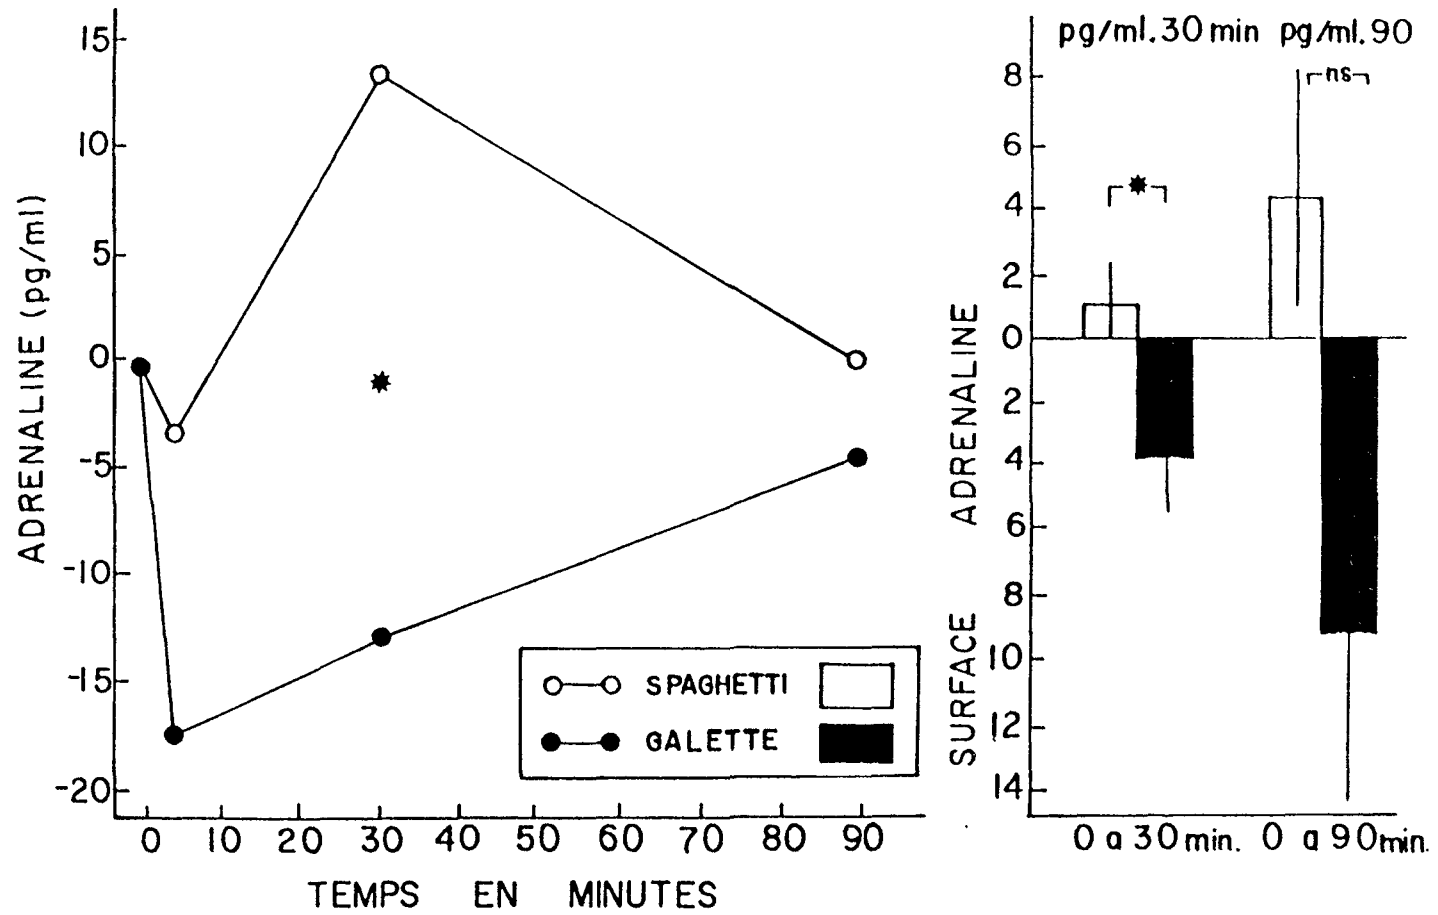 ADRENALINE (pg/ml)
15
10
5
0
-5
-10
-15
-20
0 10 20 30 40 50 60 70 80 90
TEMPS EN MINUTES
SPAGHETTI
GALETTE
pg/ml.30 min pg/ml.90
SURFACE ADRENALINE
8
6
4
2
0
2
4
6
8
10
12
14
*
*
ns
0 a 30 min. 0 a 90 min.